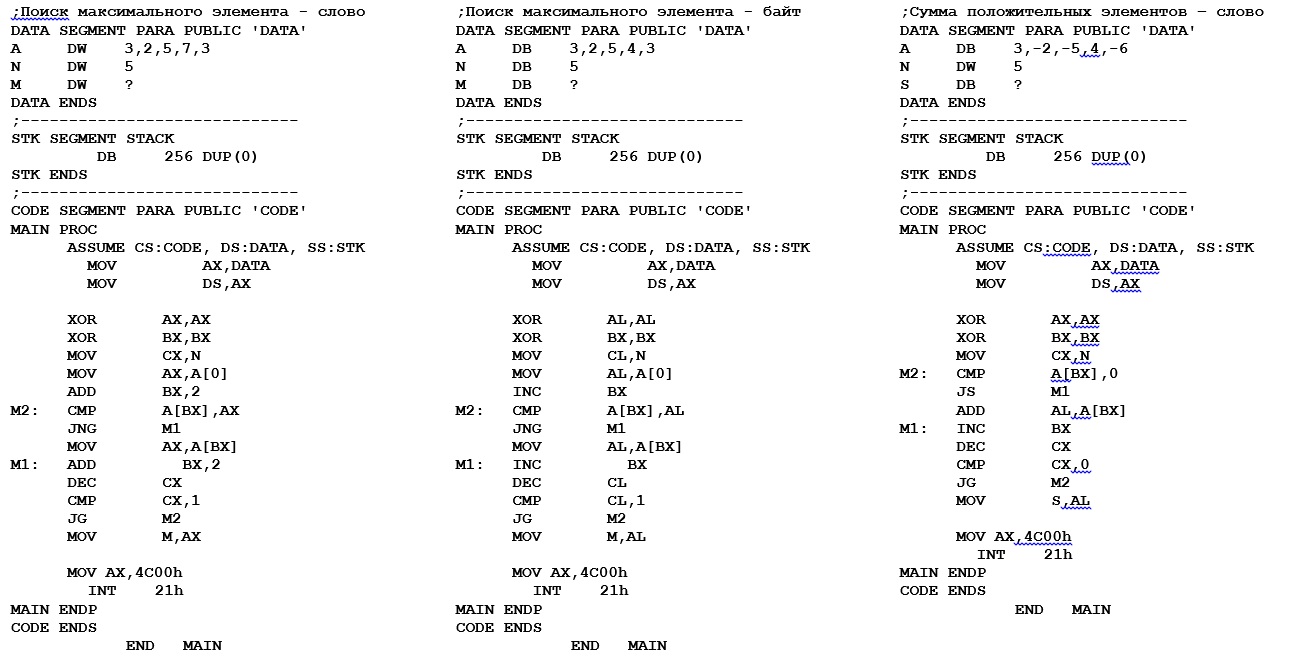 ;Поиск максимального элемента – слово
DATA SEGMENT PARA PUBLIC 'DATA'
A DW 3,2,5,7,3
N DW 5
M DW ?
DATA ENDS
;-----------------------------
STK SEGMENT STACK
DB 256 DUP(0)
STK ENDS
;-----------------------------
CODE SEGMENT PARA PUBLIC 'CODE'
MAIN PROC
ASSUME CS:CODE, DS:DATA, SS:STK
MOV AX,DATA
MOV DS,AX
XOR AX,AX
XOR BX,BX
MOV CX,N
MOV AX,A[0]
ADD BX,2
M2: CMP A[BX],AX
JNG M1
MOV AX,A[BX]
M1: ADD BX,2
DEC CX
CMP CX,1
JG M2
MOV M,AX
MOV AX,4C00h
INT 21h
MAIN ENDP
CODE ENDS
END MAIN
;Поиск максимального элемента – байт
DATA SEGMENT PARA PUBLIC 'DATA'
A DB 3,2,5,4,3
N DB 5
M DB ?
DATA ENDS
;-----------------------------
STK SEGMENT STACK
DB 256 DUP(0)
STK ENDS
;-----------------------------
CODE SEGMENT PARA PUBLIC 'CODE'
MAIN PROC
ASSUME CS:CODE, DS:DATA, SS:STK
MOV AX,DATA
MOV DS,AX
XOR AL,AL
XOR BX,BX
MOV CL,N
MOV AL,A[0]
INC BX
M2: CMP A[BX],AL
JNG M1
MOV AL,A[BX]
M1: INC BX
DEC CL
CMP CL,1
JG M2
MOV M,AL
MOV AX,4C00h
INT 21h
MAIN ENDP
CODE ENDS
END MAIN
;Сумма положительных элементов – слово
DATA SEGMENT PARA PUBLIC 'DATA'
A DB 3,-2,-5,4,-6
N DW 5
S DB ?
DATA ENDS
;-----------------------------
STK SEGMENT STACK
DB 256 DUP(0)
STK ENDS
;-----------------------------
CODE SEGMENT PARA PUBLIC 'CODE'
MAIN PROC
ASSUME CS:CODE, DS:DATA, SS:STK
MOV AX,DATA
MOV DS,AX
XOR AX,AX
XOR BX,BX
MOV CX,N
M2: CMP A[BX],0
JS M1
ADD AL,A[BX]
M1: INC BX
DEC CX
CMP CX,0
JG M2
MOV S,AL
MOV AX,4C00h
INT 21h
MAIN ENDP
CODE ENDS
END MAIN